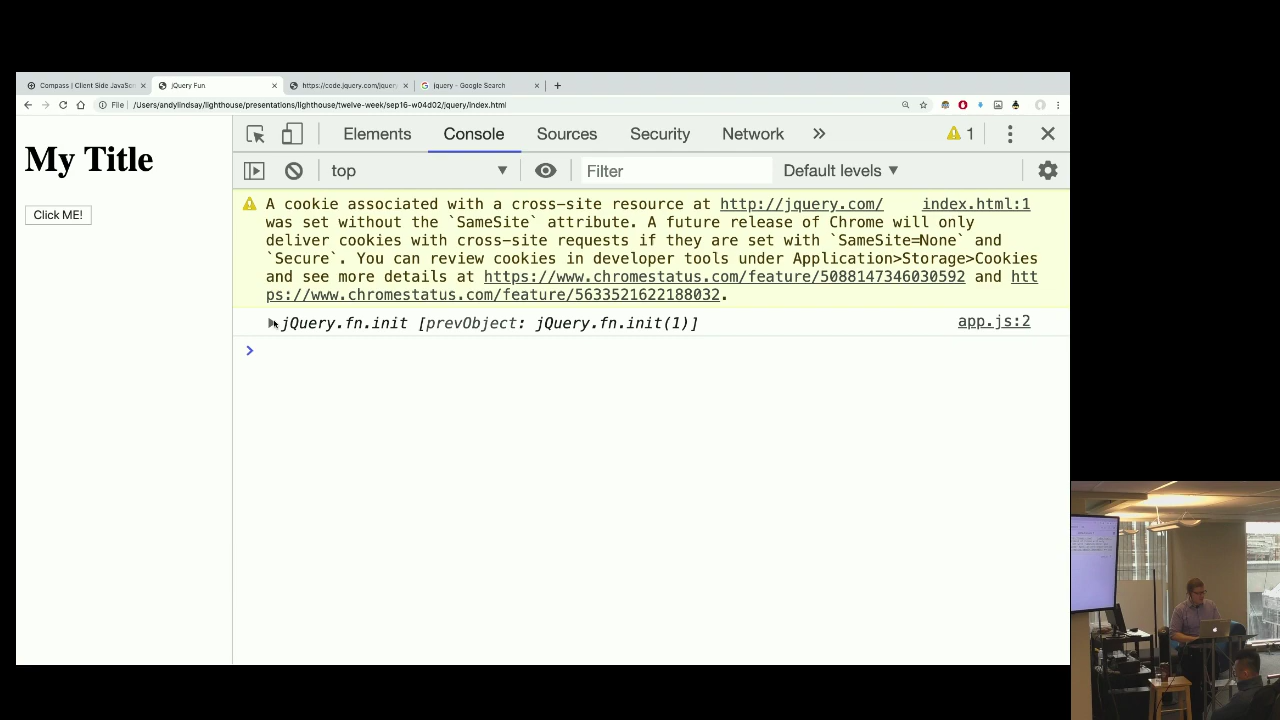 Compass | Client Side JavaScri
jQuery Fun
https://code.jquery.com/jquery
jquery - Google Search
File
/Users/andylindsay/lighthouse/presentations/lighthouse/twelve-week/sep16-w04d02/jquery/index.html
My Title
Click ME!
Elements Console Sources Security Network » 1
top Filter Default levels ▼
A cookie associated with a cross-site resource at http://jquery.com/ index.html:1
was set without the `SameSite` attribute. A future release of Chrome will only
deliver cookies with cross-site requests if they are set with `SameSite=None` and
`Secure`. You can review cookies in developer tools under Application>Storage>Cookies
and see more details at https://www.chromestatus.com/feature/5088147346030592 and htt
ps://www.chromestatus.com/feature/5633521622188032.
jQuery.fn.init [prevObject: jQuery.fn.init(1)] app.js:2
>